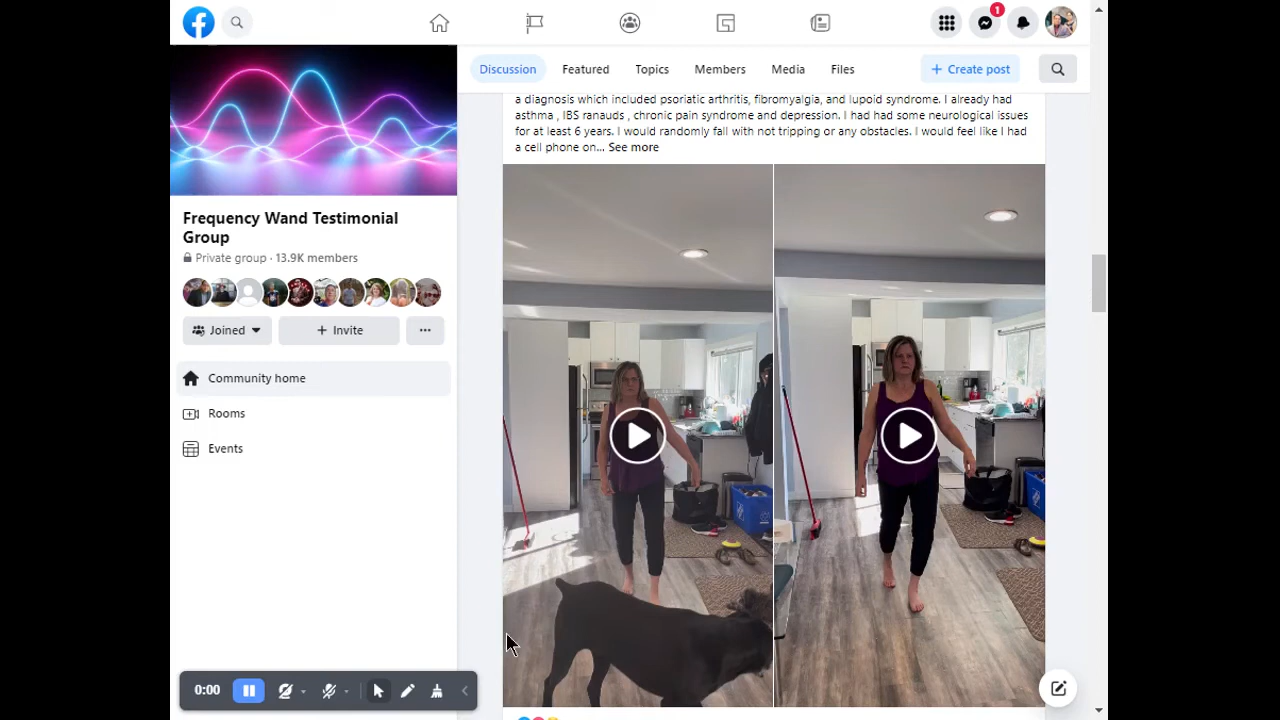 1
Discussion
Featured
Topics
Members
Media
Files
+ Create post
Frequency Wand Testimonial
Group
Private group · 13.9K members
Joined
+ Invite
Community home
Rooms
Events
a diagnosis which included psoriatic arthritis, fibromyalgia, and lupoid syndrome. I already had
asthma , IBS ranauds , chronic pain syndrome and depression. I had had some neurological issues
for at least 6 years. I would randomly fall with not tripping or any obstacles. I would feel like I had
a cell phone on... See more
0:00